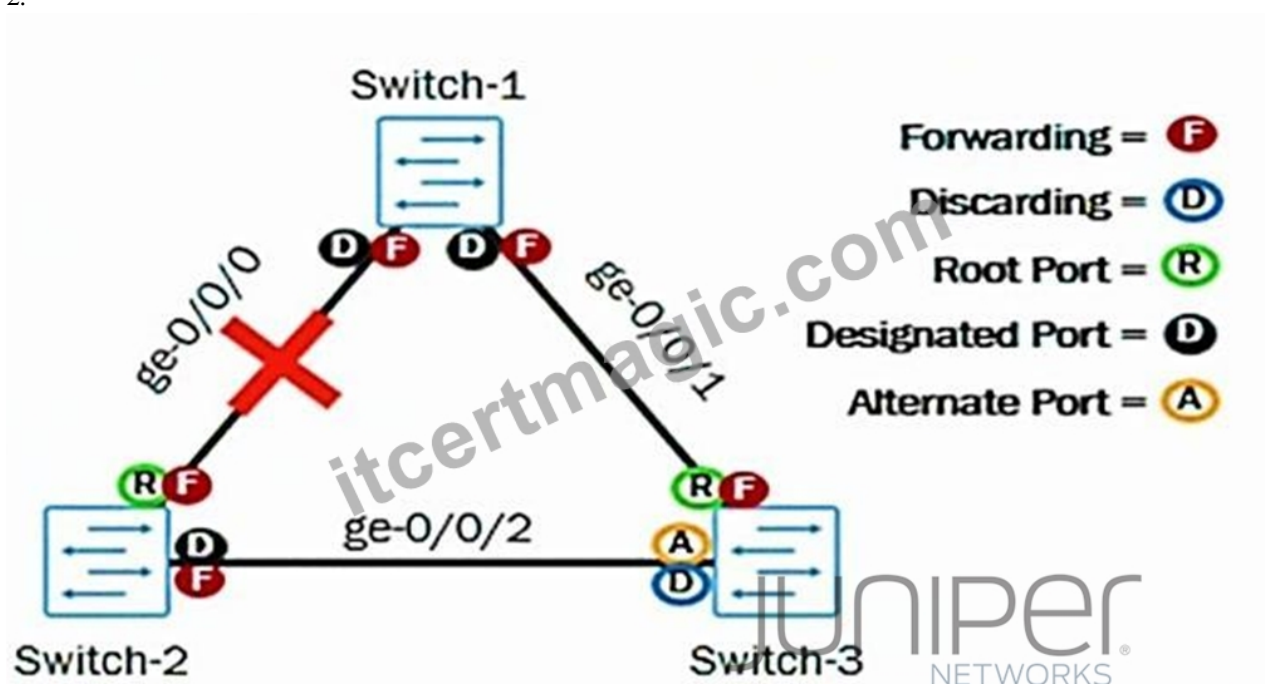 2.
Switch-1
Forwarding = F
Discarding = D
Root Port = R
Designated Port = D
Alternate Port = A
D F D F
ge-0/0/0
ge-0/0/1
itcertmagic.com
R F
R F
D
F
ge-0/0/2
A
D
Switch-2
Switch-3
JUNIPER
NETWORKS
®